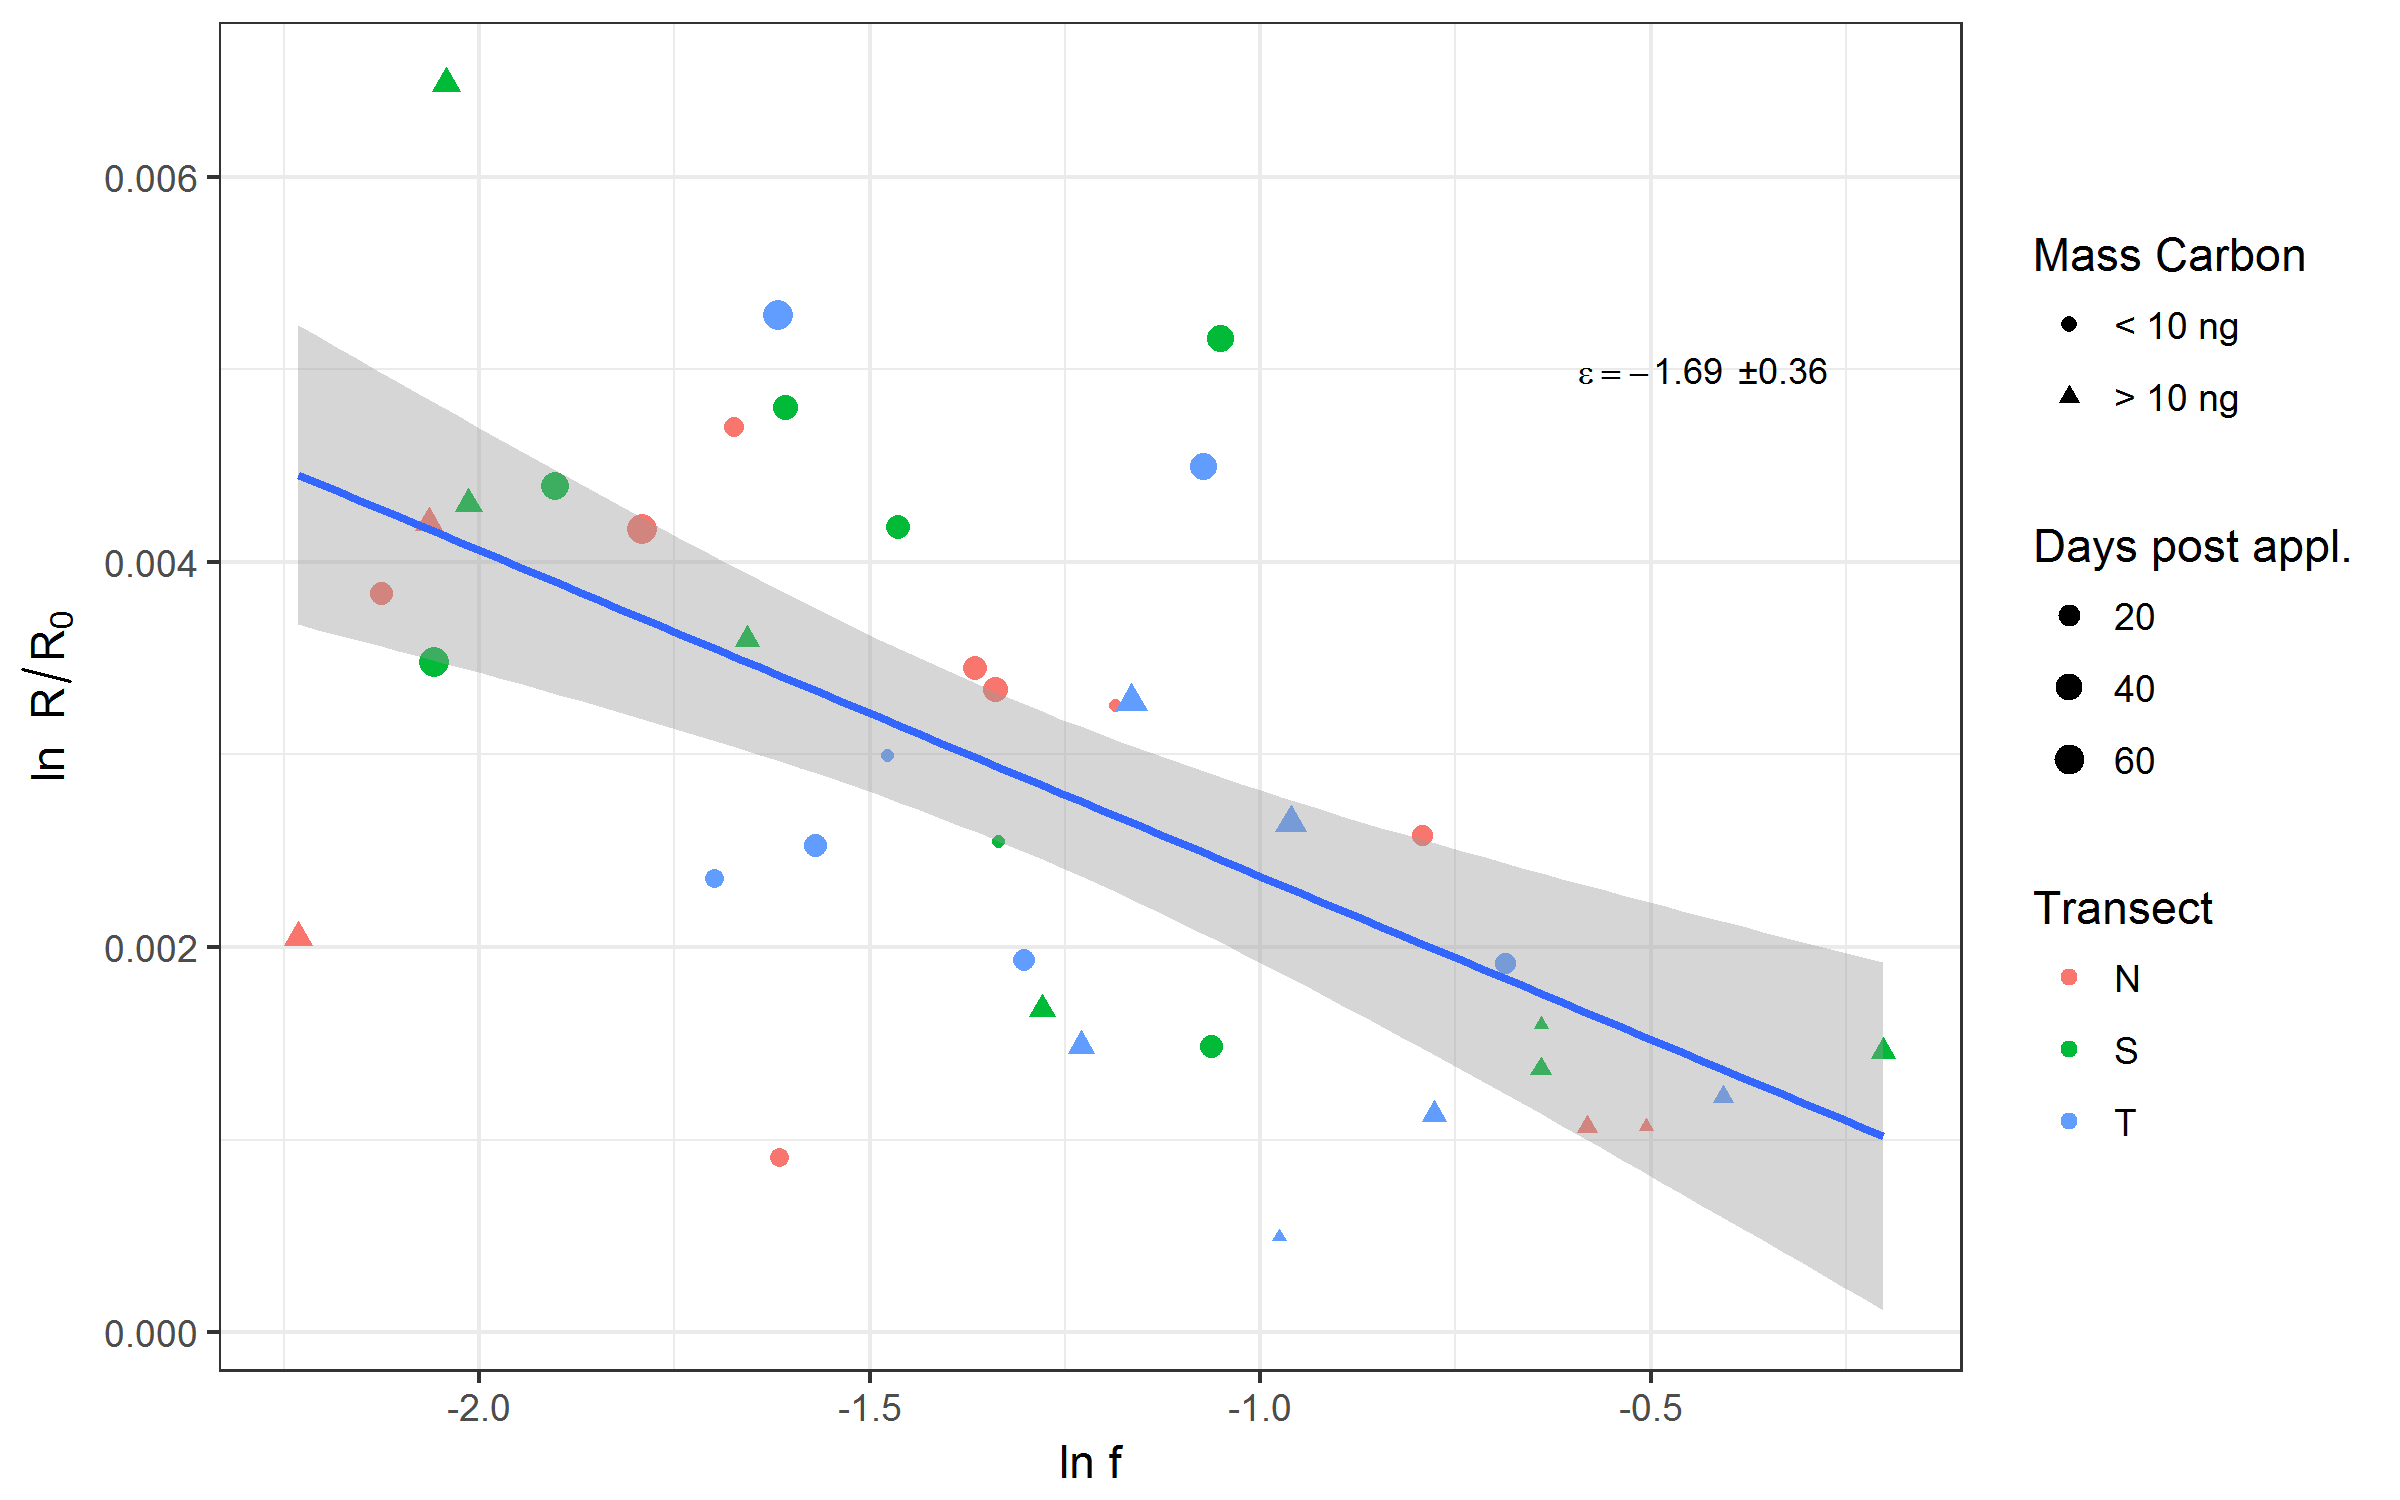 0.006
0.004
0.002
0.000
ln R/R₀
-2.0
-1.5
-1.0
-0.5
ln f
ε = −1.69 ±0.36
Mass Carbon
< 10 ng
> 10 ng
Days post appl.
20
40
60
Transect
N
S
T